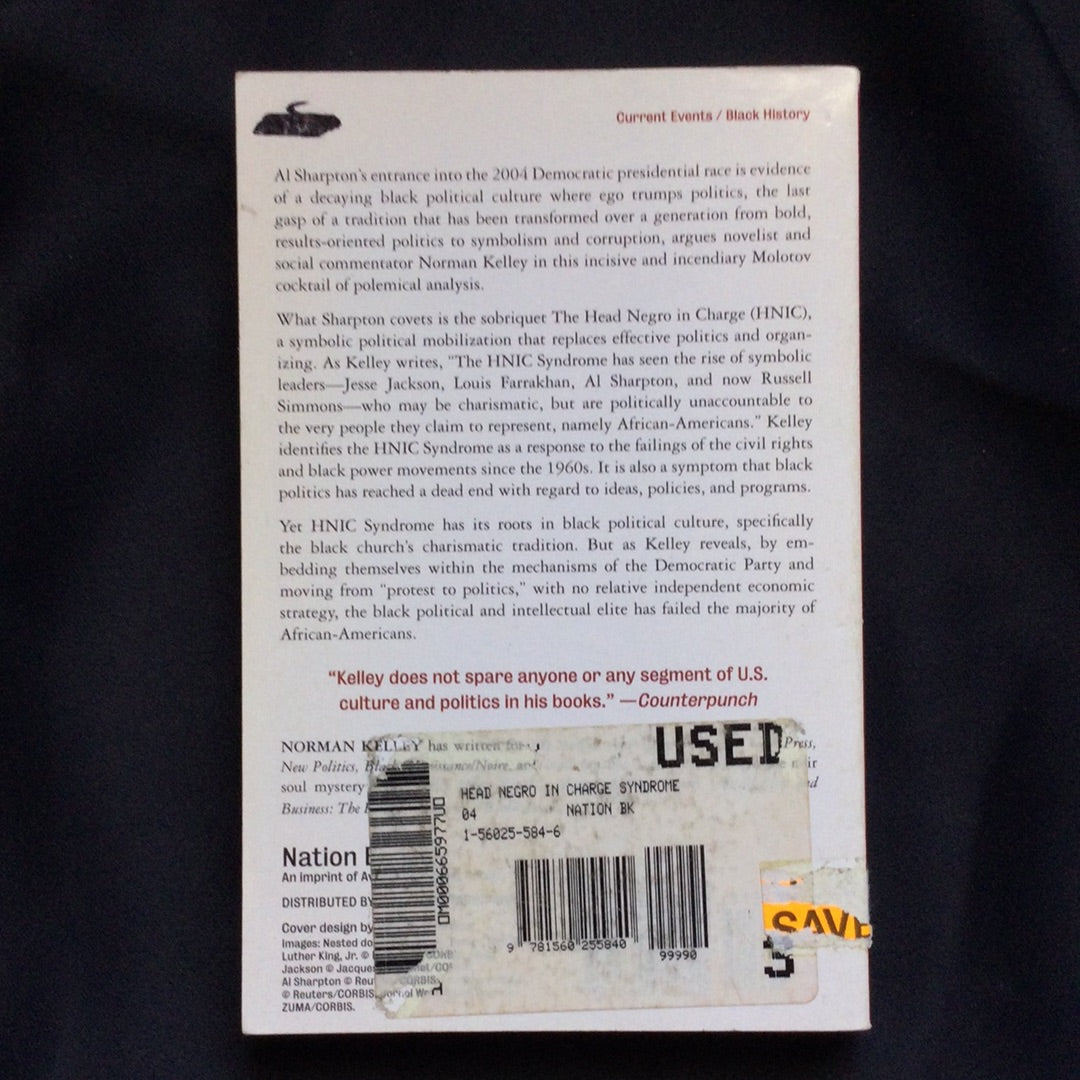 Current Events / Black History
Al Sharpton's entrance into the 2004 Democratic presidential race is evidence
of a decaying black political culture where ego trumps politics, the last
gasp of a tradition that has been transformed over a generation from bold,
results-oriented politics to symbolism and corruption, argues novelist and
social commentator Norman Kelley in this incisive and incendiary Molotov
cocktail of polemical analysis.
What Sharpton covets is the sobriquet The Head Negro in Charge (HNIC),
a symbolic political mobilization that replaces effective politics and organ-
izing. As Kelley writes, "The HNIC Syndrome has seen the rise of symbolic
leaders—Jesse Jackson, Louis Farrakhan, Al Sharpton, and now Russell
Simmons—who may be charismatic, but are politically unaccountable to
the very people they claim to represent, namely African-Americans." Kelley
identifies the HNIC Syndrome as a response to the failings of the civil rights
and black power movements since the 1960s. It is also a symptom that black
politics has reached a dead end with regard to ideas, policies, and programs.
Yet HNIC Syndrome has its roots in black political culture, specifically
the black church's charismatic tradition. But as Kelley reveals, by em-
bedding themselves within the mechanisms of the Democratic Party and
moving from "protest to politics," with no relative independent economic
strategy, the black political and intellectual elite has failed the majority of
African-Americans.
"Kelley does not spare anyone or any segment of U.S.
culture and politics in his books." —Counterpunch
NORMAN KELLEY has written for Press,
New Politics,
soul mystery
Business: The
USED
HEAD NEGRO IN CHARGE SYNDROME
04 NATION BK
1-56025-584-6
OM000665977UD
9 781560 255840
99990
SAVE
Nation
An imprint of
DISTRIBUTED BY
Cover design by
Images: Nested
Luther King, Jr. ©
Jackson © Jacques
Al Sharpton © CORBIS
© Reuters/CORBIS,
ZUMA/CORBIS.